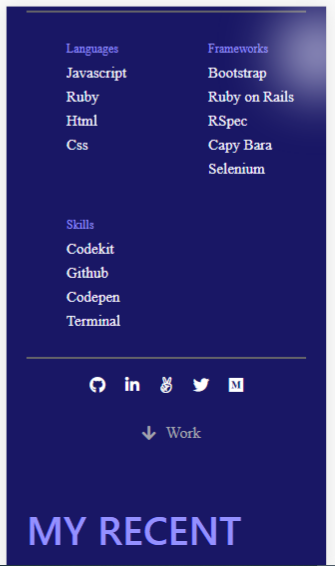 Languages
Javascript
Ruby
Html
Css
Frameworks
Bootstrap
Ruby on Rails
RSpec
Capy Bara
Selenium
Skills
Codekit
Github
Codepen
Terminal
Work
MY RECENT